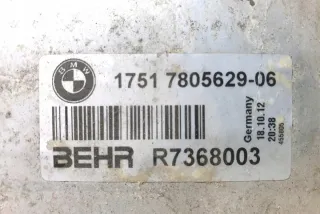 BMW
1751 7805629-06
Germany
18.10.12
20:38
BEHR R7368003